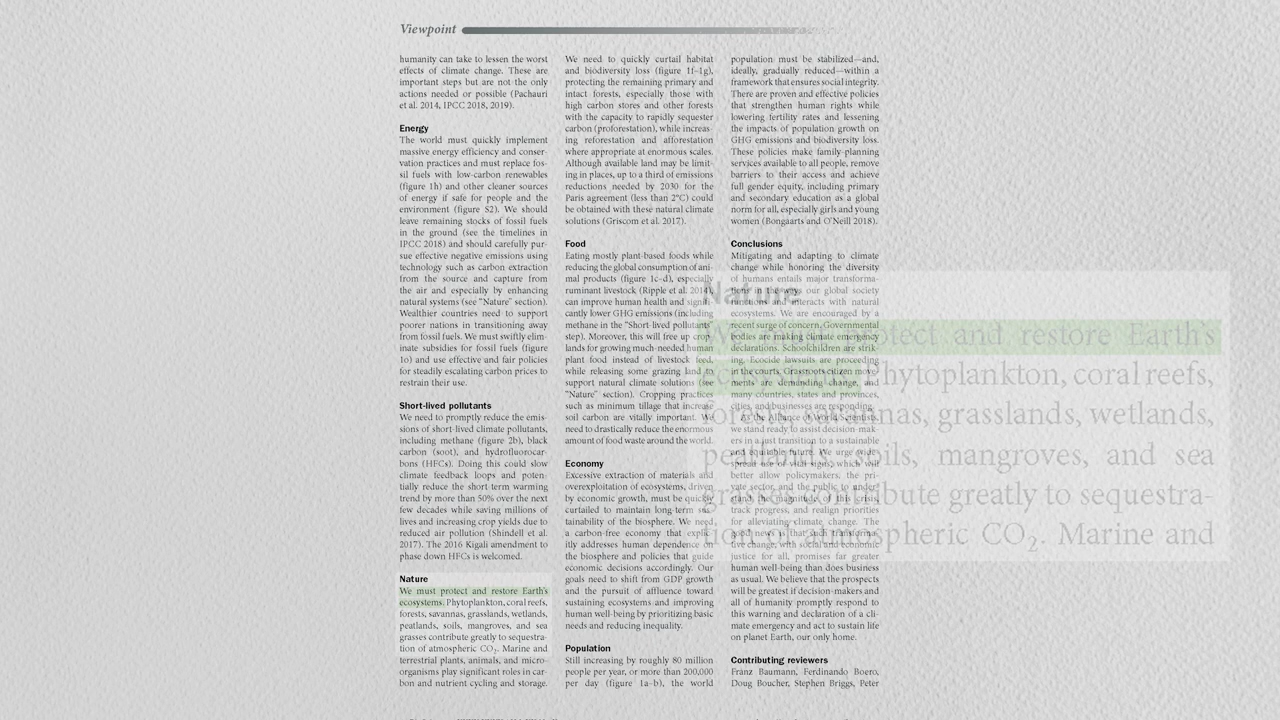 Viewpoint
humanity can take to lessen the worst
effects of climate change. These are
important steps but are not the only
actions needed or possible (Pachauri
et al. 2014, IPCC 2018, 2019).
Energy
The world must quickly implement
massive energy efficiency and conser-
vation practices and must replace fos-
sil fuels with low-carbon renewables
(figure 1h) and other cleaner sources
of energy if safe for people and the
environment (figure S2). We should
leave remaining stocks of fossil fuels
in the ground (see the timelines in
IPCC 2018) and should carefully pur-
sue effective negative emissions using
technology such as carbon extraction
from the source and capture from
the air and especially by enhancing
natural systems (see “Nature” section).
Wealthier countries need to support
poorer nations in transitioning away
from fossil fuels. We must swiftly elim-
inate subsidies for fossil fuels (figure
1o) and use effective and fair policies
for steadily escalating carbon prices to
restrain their use.
Short-lived pollutants
We need to promptly reduce the emis-
sions of short-lived climate pollutants,
including methane (figure 2b), black
carbon (soot), and hydrofluorocar-
bons (HFCs). Doing this could slow
climate feedback loops and poten-
tially reduce the short-term warming
trend by more than 50% over the next
few decades while saving millions of
lives and increasing crop yields due to
reduced air pollution (Shindell et al.
2017). The 2016 Kigali amendment to
phase down HFCs is welcomed.
Nature
We must protect and restore Earth’s
ecosystems. Phytoplankton, coral reefs,
forests, savannas, grasslands, wetlands,
peatlands, soils, mangroves, and sea
grasses contribute greatly to sequestra-
tion of atmospheric CO₂. Marine and
terrestrial plants, animals, and micro-
organisms play significant roles in car-
bon and nutrient cycling and storage.
We need to quickly curtail habitat
and biodiversity loss (figure 1f–1g),
protecting the remaining primary and
intact forests, especially those with
high carbon stores and other forests
with the capacity to rapidly sequester
carbon (proforestation), while increas-
ing reforestation and afforestation
where appropriate at enormous scales.
Although available land may be limit-
ing in places, up to a third of emissions
reductions needed by 2030 for the
Paris agreement (less than 2°C) could
be obtained with these natural climate
solutions (Griscom et al. 2017).
Food
Eating mostly plant-based foods while
reducing the global consumption of ani-
mal products (figure 1c–d), especially
ruminant livestock (Ripple et al. 2014),
can improve human health and signifi-
cantly lower GHG emissions (including
methane in the “Short-lived pollutants”
step). Moreover, this will free up crop-
lands for growing much-needed human
plant food instead of livestock feed,
while releasing some grazing land to
support natural climate solutions (see
“Nature” section). Cropping practices
such as minimum tillage that increase
soil carbon are vitally important. We
need to drastically reduce the enormous
amount of food waste around the world.
Economy
Excessive extraction of materials and
overexploitation of ecosystems, driven
by economic growth, must be quickly
curtailed to maintain long-term sus-
tainability of the biosphere. We need
a carbon-free economy that explic-
itly addresses human dependence on
the biosphere and policies that guide
economic decisions accordingly. Our
goals need to shift from GDP growth
and the pursuit of affluence toward
sustaining ecosystems and improving
human well-being by prioritizing basic
needs and reducing inequality.
Population
Still increasing by roughly 80 million
people per year, or more than 200,000
per day (figure 1a–b), the world
population must be stabilized—and,
ideally, gradually reduced—within a
framework that ensures social integrity.
There are proven and effective policies
that strengthen human rights while
lowering fertility rates and lessening
the impacts of population growth on
GHG emissions and biodiversity loss.
These policies make family-planning
services available to all people, remove
barriers to their access and achieve
full gender equity, including primary
and secondary education as a global
norm for all, especially girls and young
women (Bongaarts and O’Neill 2018).
Conclusions
Mitigating and adapting to climate
change while honoring the diversity
of humans entails major transforma-
tions in the ways our global society
functions and interacts with natural
ecosystems. We are encouraged by a
recent surge of concern. Governmental
bodies are making climate emergency
declarations. Schoolchildren are strik-
ing. Ecocide lawsuits are proceeding
in the courts. Grassroots citizen move-
ments are demanding change, and
many countries, states and provinces,
cities, and businesses are responding.
As the Alliance of World Scientists,
we stand ready to assist decision-mak-
ers in a just transition to a sustainable
and equitable future. We urge wide-
spread use of vital signs, which will
better allow policymakers, the pri-
vate sector, and the public to under-
stand the magnitude of this crisis,
track progress, and realign priorities
for alleviating climate change. The
good news is that such transforma-
tive change, with social and economic
justice for all, promises far greater
human well-being than does business
as usual. We believe that the prospects
will be greatest if decision-makers and
all of humanity promptly respond to
this warning and declaration of a cli-
mate emergency and act to sustain life
on planet Earth, our only home.
Contributing reviewers
Franz Baumann, Ferdinando Boero,
Doug Boucher, Stephen Briggs, Peter
Nature
We must protect and restore Earth’s
ecosystems. Phytoplankton, coral reefs,
forests, savannas, grasslands, wetlands,
peatlands, soils, mangroves, and sea
grasses contribute greatly to sequestra-
tion of atmospheric CO₂. Marine and